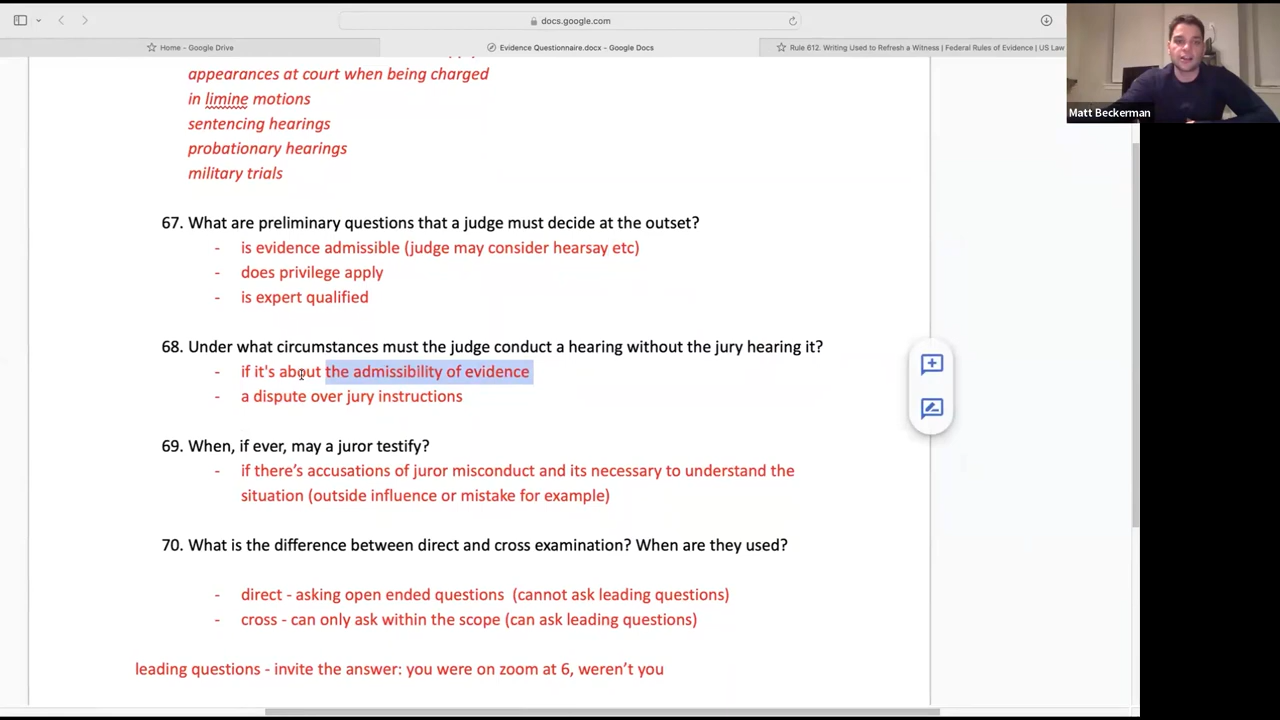 docs.google.com
Home - Google Drive
Evidence Questionnaire.docx - Google Docs
Rule 612. Writing Used to Refresh a Witness | Federal Rules of Evidence | US Law
Matt Beckerman
appearances at court when being charged
in limine motions
sentencing hearings
probationary hearings
military trials
67. What are preliminary questions that a judge must decide at the outset?
- is evidence admissible (judge may consider hearsay etc)
- does privilege apply
- is expert qualified
68. Under what circumstances must the judge conduct a hearing without the jury hearing it?
- if it's about the admissibility of evidence
- a dispute over jury instructions
69. When, if ever, may a juror testify?
- if there’s accusations of juror misconduct and its necessary to understand the
situation (outside influence or mistake for example)
70. What is the difference between direct and cross examination? When are they used?
- direct - asking open ended questions (cannot ask leading questions)
- cross - can only ask within the scope (can ask leading questions)
leading questions - invite the answer: you were on zoom at 6, weren’t you